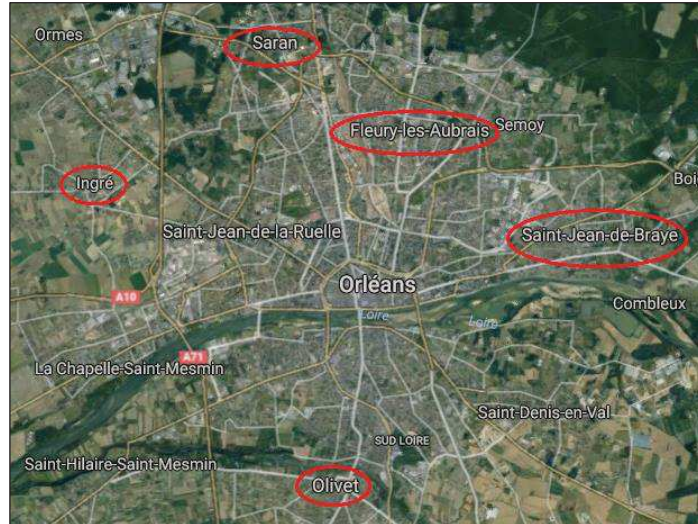 Ormes
Saran
Fleury-les-Aubrais
Semoy
Ingré
Boig
Saint-Jean-de-la-Ruelle
Saint-Jean-de-Braye
Orléans
A10
Combleux
Loire
Loire
A71
La Chapelle-Saint-Mesmin
Saint-Denis-en-Val
SUD LOIRE
Saint-Hilaire-Saint-Mesmin
Olivet